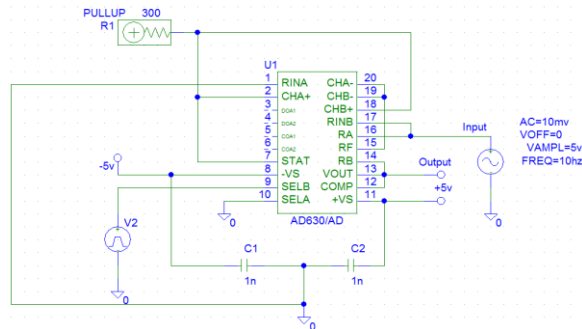 PULLUP 300
R1
U1
1 RINA CHA- 20
2 CHA+ CHB- 19
3 DOA1 CHB+ 18
4 DOA2 RINB 17
5 COA1 RA 16
6 COA2 RF 15
7 STAT RB 14
8 -VS VOUT 13
9 SELB COMP 12
10 SELA +VS 11
AD630/AD
Input
AC=10mv
VOFF=0
VAMPL=5v
FREQ=10hz
-5v
Output
+5v
0
0
V2
0
C1
1n
C2
1n
0